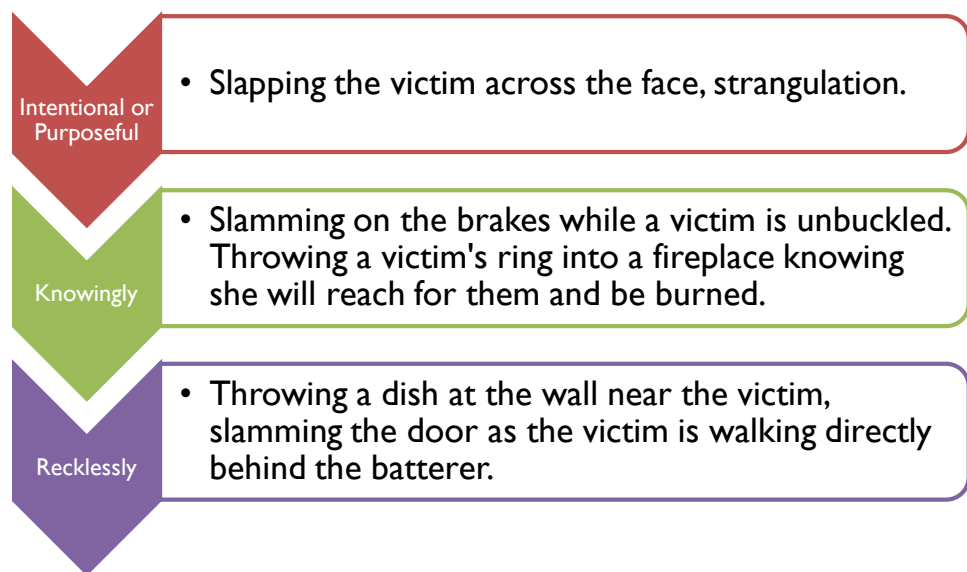 Intentional or
Purposeful
• Slapping the victim across the face, strangulation.
Knowingly
• Slamming on the brakes while a victim is unbuckled.
Throwing a victim's ring into a fireplace knowing
she will reach for them and be burned.
Recklessly
• Throwing a dish at the wall near the victim,
slamming the door as the victim is walking directly
behind the batterer.